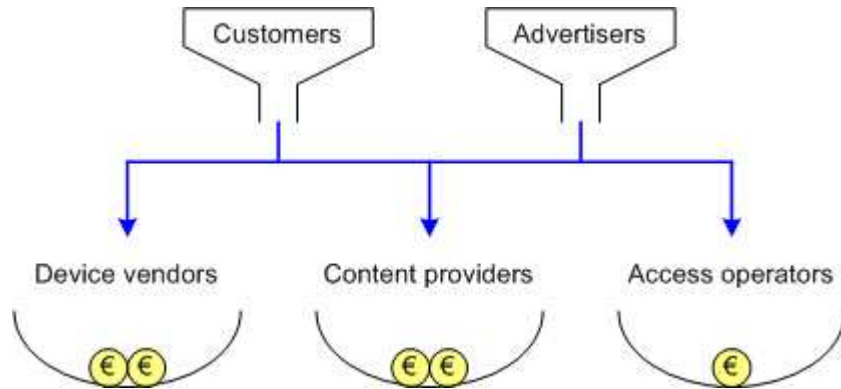 Customers
Advertisers
Device vendors
Content providers
Access operators
€ €
€ €
€